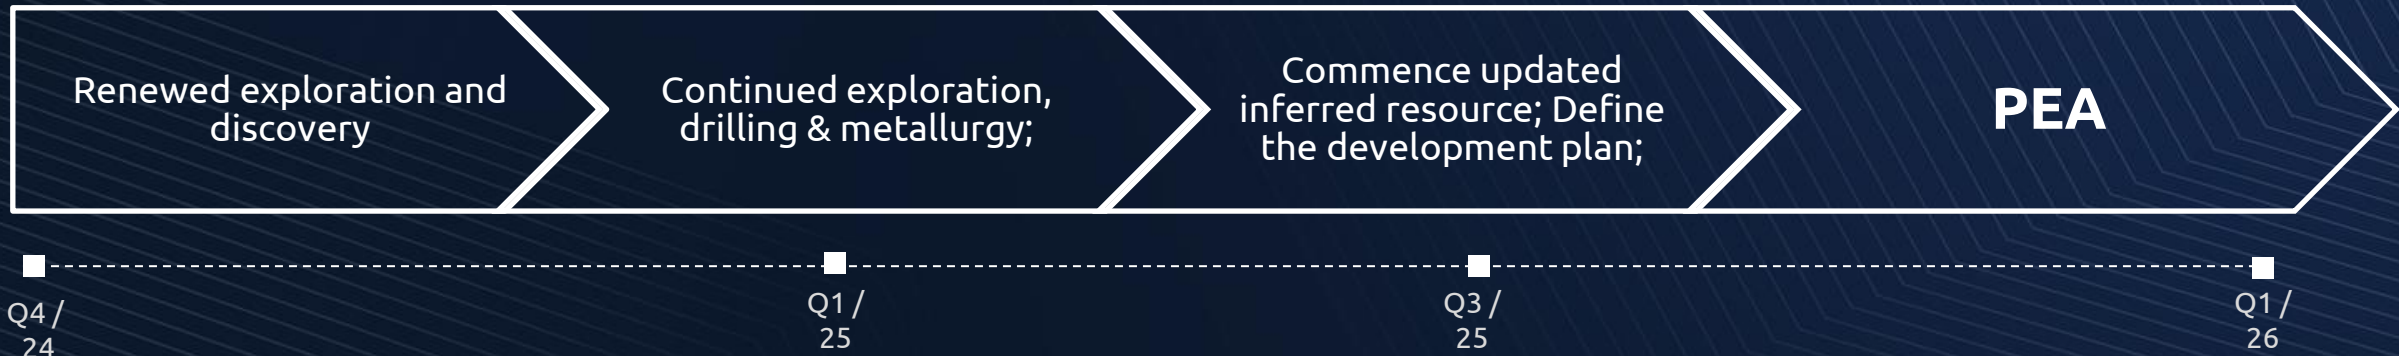 Renewed exploration and
discovery
Continued exploration,
drilling & metallurgy;
Commence updated
inferred resource; Define
the development plan;
PEA
Q4 /
24
Q1 /
25
Q3 /
25
Q1 /
26